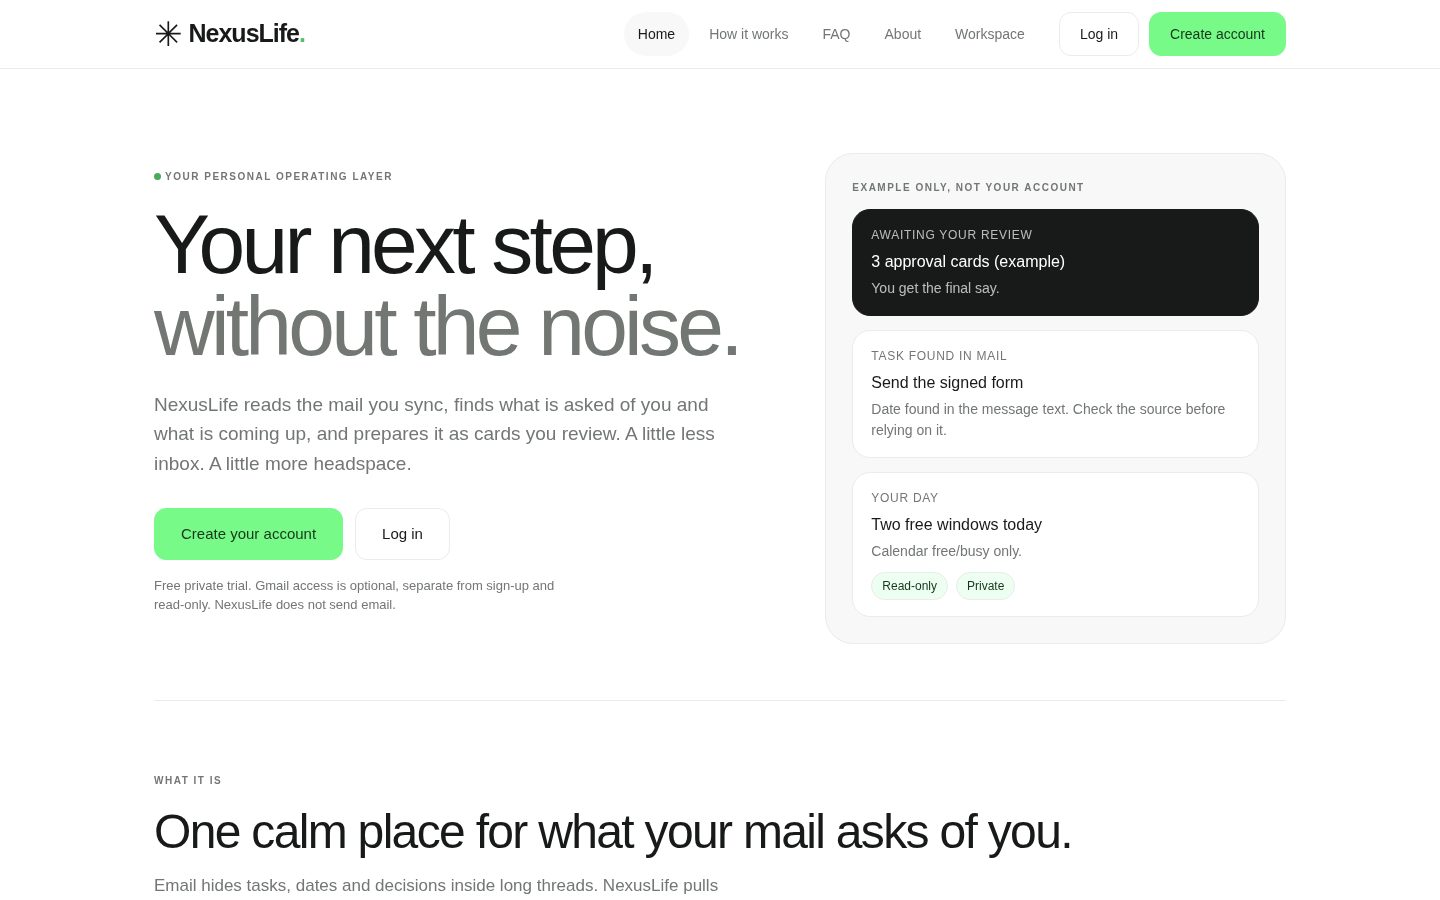 NexusLife.
Home
How it works
FAQ
About
Workspace
Log in
Create account
YOUR PERSONAL OPERATING LAYER
Your next step,
without the noise.
NexusLife reads the mail you sync, finds what is asked of you and
what is coming up, and prepares it as cards you review. A little less
inbox. A little more headspace.
Create your account
Log in
Free private trial. Gmail access is optional, separate from sign-up and
read-only. NexusLife does not send email.
EXAMPLE ONLY, NOT YOUR ACCOUNT
AWAITING YOUR REVIEW
3 approval cards (example)
You get the final say.
TASK FOUND IN MAIL
Send the signed form
Date found in the message text. Check the source before
relying on it.
YOUR DAY
Two free windows today
Calendar free/busy only.
Read-only
Private
WHAT IT IS
One calm place for what your mail asks of you.
Email hides tasks, dates and decisions inside long threads. NexusLife pulls